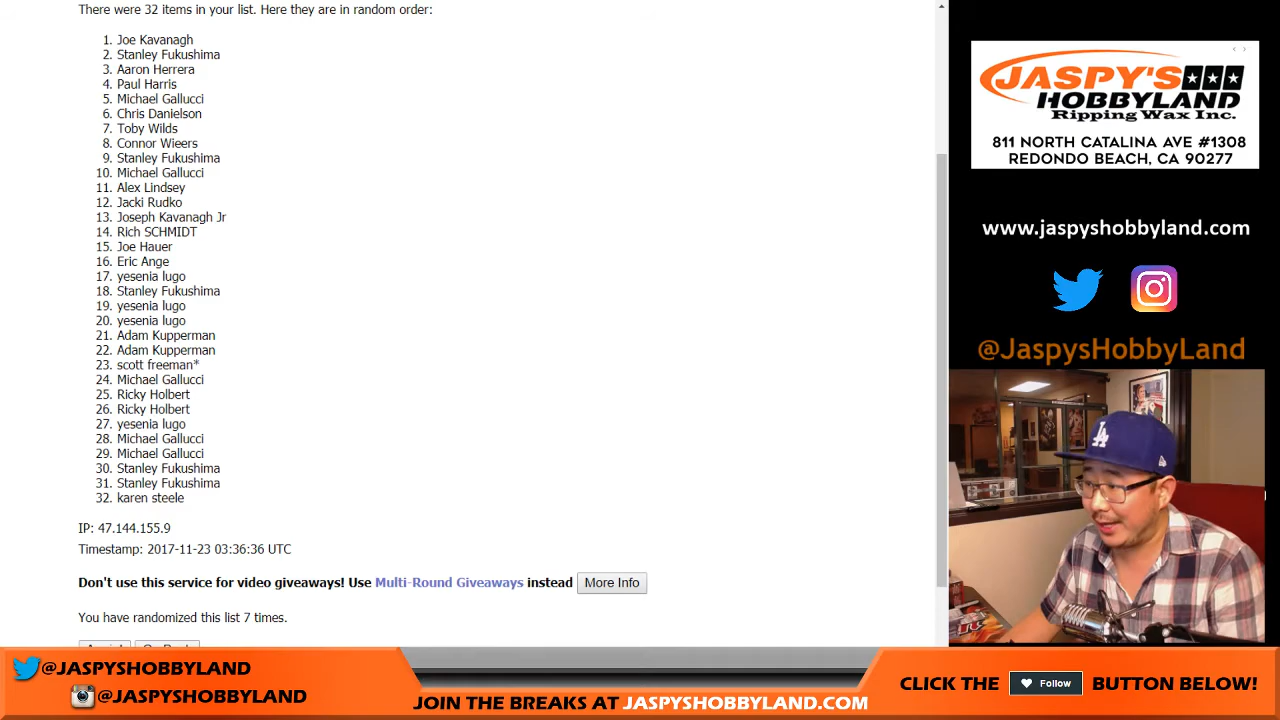 There were 32 items in your list. Here they are in random order:
1. Joe Kavanagh
2. Stanley Fukushima
3. Aaron Herrera
4. Paul Harris
5. Michael Gallucci
6. Chris Danielson
7. Toby Wilds
8. Connor Wieers
9. Stanley Fukushima
10. Michael Gallucci
11. Alex Lindsey
12. Jacki Rudko
13. Joseph Kavanagh Jr
14. Rich SCHMIDT
15. Joe Hauer
16. Eric Ange
17. yesenia lugo
18. Stanley Fukushima
19. yesenia lugo
20. yesenia lugo
21. Adam Kupperman
22. Adam Kupperman
23. scott freeman*
24. Michael Gallucci
25. Ricky Holbert
26. Ricky Holbert
27. yesenia lugo
28. Michael Gallucci
29. Michael Gallucci
30. Stanley Fukushima
31. Stanley Fukushima
32. karen steele
IP: 47.144.155.9
Timestamp: 2017-11-23 03:36:36 UTC
Don't use this service for video giveaways! Use Multi-Round Giveaways instead More Info
You have randomized this list 7 times.
JASPY'S
HOBBYLAND
Ripping Wax Inc.
811 NORTH CATALINA AVE #1308
REDONDO BEACH, CA 90277
www.jaspyshobbyland.com
@JaspysHobbyLand
LA
@JASPYSHOBBYLAND
@JASPYSHOBBYLAND
JOIN THE BREAKS AT JASPYSHOBBYLAND.COM
CLICK THE Follow BUTTON BELOW!